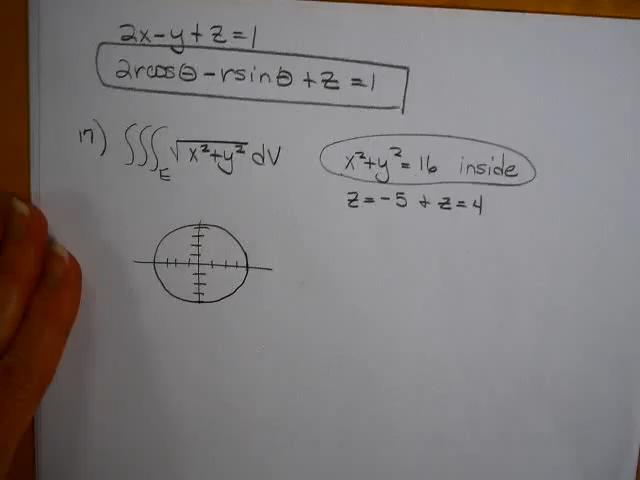 2x-y+z=1
2rcosθ-rsinθ+z=1
17) ∭_E √(x²+y²) dV
x²+y²=16 inside
z=-5 + z=4